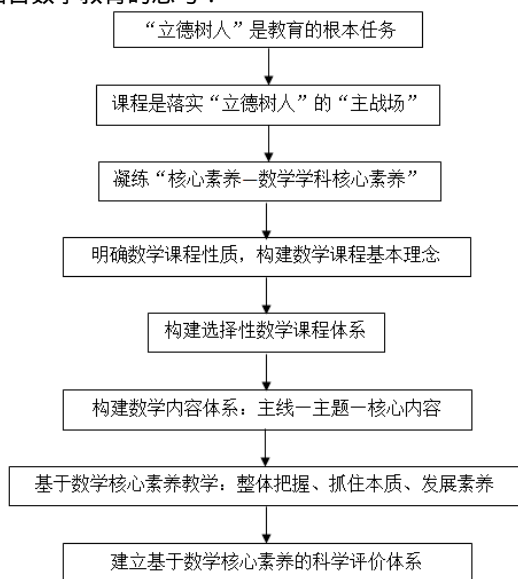 “立德树人”是教育的根本任务
课程是落实“立德树人”的“主战场”
凝练“核心素养—数学学科核心素养”
明确数学课程性质，构建数学课程基本理念
构建选择性数学课程体系
构建数学内容体系：主线—主题—核心内容
基于数学核心素养教学：整体把握、抓住本质、发展素养
建立基于数学核心素养的科学评价体系